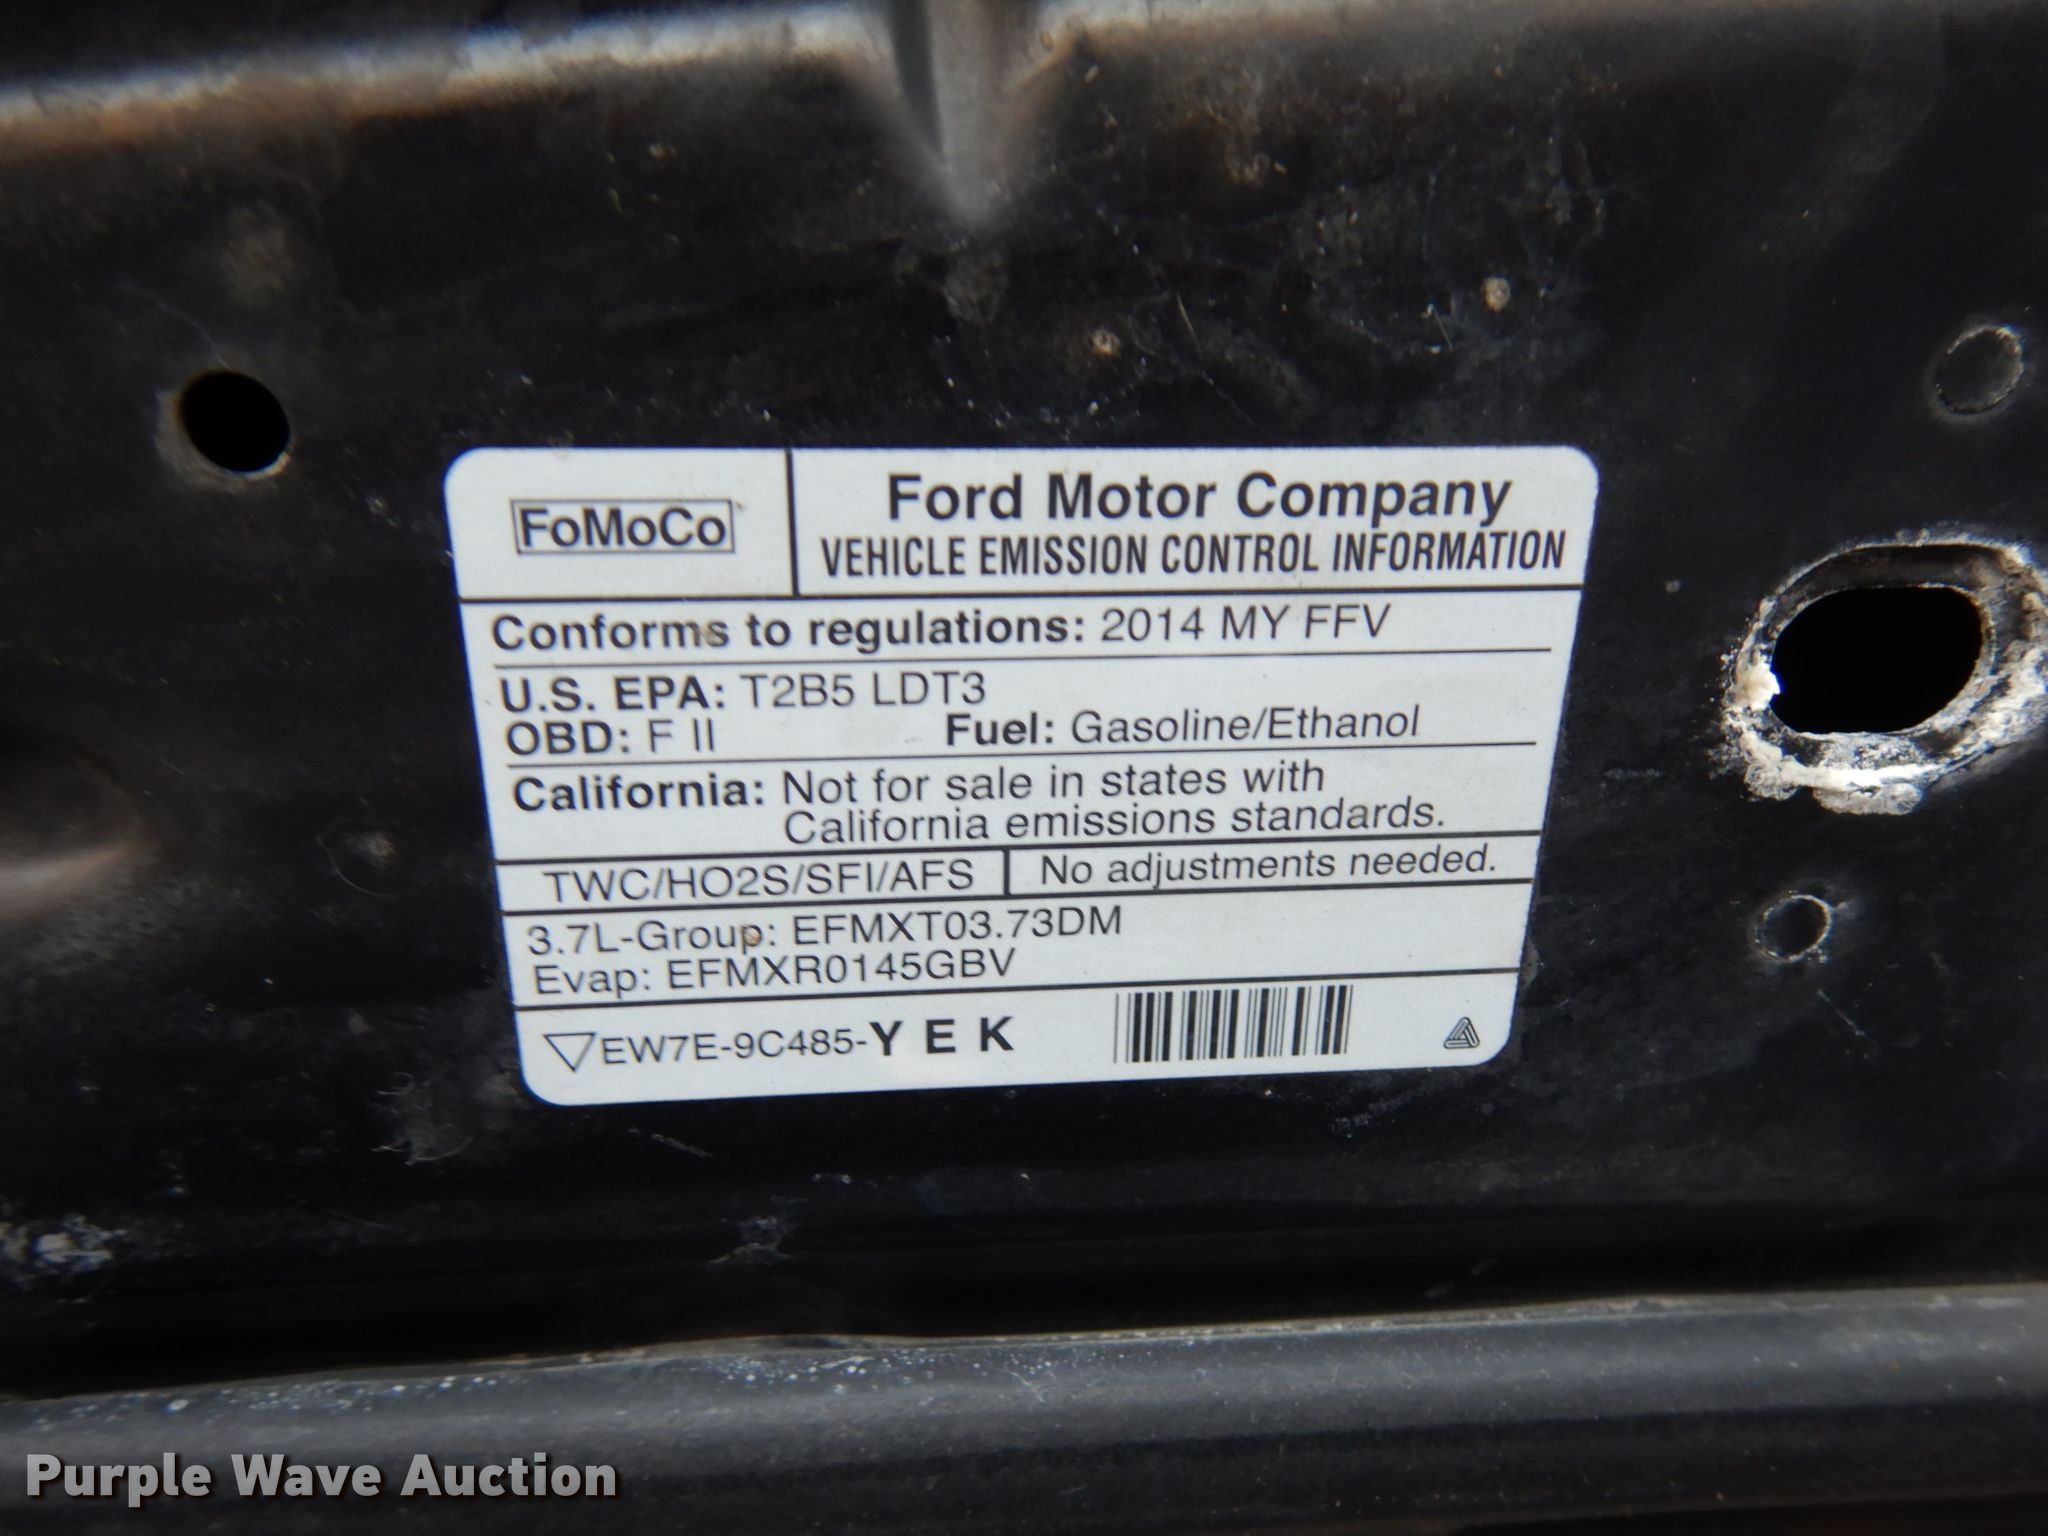 FoMoCo
Ford Motor Company
VEHICLE EMISSION CONTROL INFORMATION
Conforms to regulations: 2014 MY FFV
U.S. EPA: T2B5 LDT3
OBD: F II Fuel: Gasoline/Ethanol
California: Not for sale in states with
California emissions standards.
TWC/HO2S/SFI/AFS No adjustments needed.
3.7L-Group: EFMXT03.73DM
Evap: EFMXR0145GBV
EW7E-9C485-Y E K
Purple Wave Auction